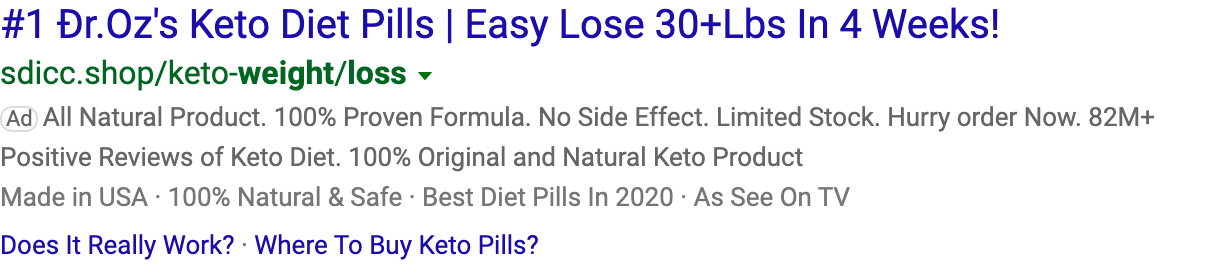 #1 Đr.Oz's Keto Diet Pills | Easy Lose 30+Lbs In 4 Weeks!
sdicc.shop/keto-weight/loss
Ad All Natural Product. 100% Proven Formula. No Side Effect. Limited Stock. Hurry order Now. 82M+
Positive Reviews of Keto Diet. 100% Original and Natural Keto Product
Made in USA · 100% Natural & Safe · Best Diet Pills In 2020 · As See On TV
Does It Really Work? · Where To Buy Keto Pills?